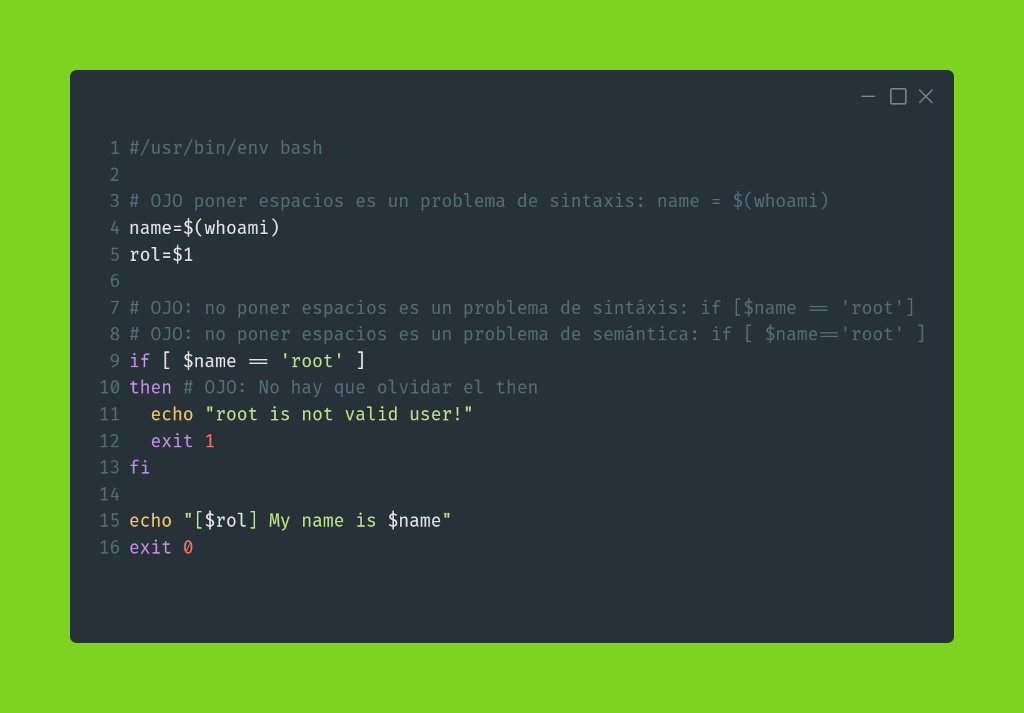 1 #/usr/bin/env bash
2
3 # OJO poner espacios es un problema de sintaxis: name = $(whoami)
4 name=$(whoami)
5 rol=$1
6
7 # OJO: no poner espacios es un problema de sintáxis: if [$name == 'root']
8 # OJO: no poner espacios es un problema de semántica: if [ $name=='root' ]
9 if [ $name == 'root' ]
10 then # OJO: No hay que olvidar el then
11   echo "root is not valid user!"
12   exit 1
13 fi
14
15 echo "[$rol] My name is $name"
16 exit 0